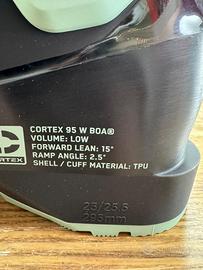 CORTEX 95 W BOA®
VOLUME: LOW
FORWARD LEAN: 15°
RAMP ANGLE: 2.5°
SHELL / CUFF MATERIAL: TPU
CORTEX
25/25.5
295mm